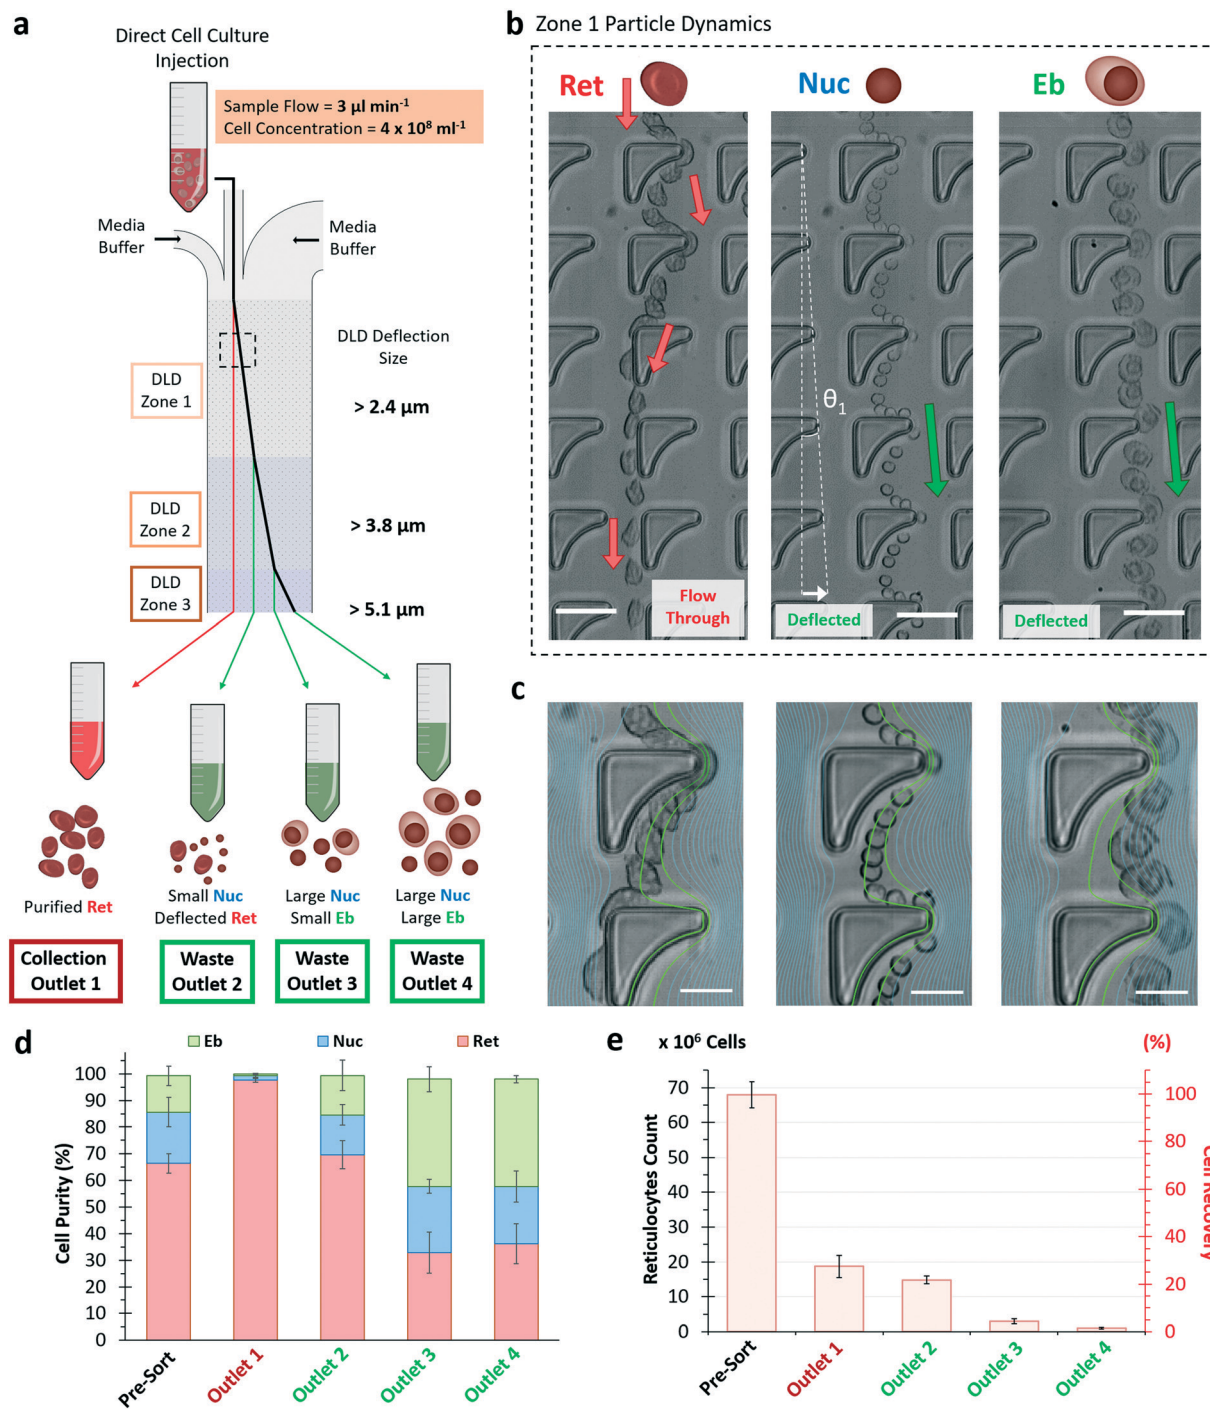 a
Direct Cell Culture
Injection
Sample Flow = 3 µl min⁻¹
Cell Concentration = 4 x 10⁸ ml⁻¹
Media
Buffer
Media
Buffer
DLD Deflection
Size
DLD
Zone 1
> 2.4 µm
DLD
Zone 2
> 3.8 µm
DLD
Zone 3
> 5.1 µm
Purified Ret
Small Nuc
Deflected Ret
Large Nuc
Small Eb
Large Nuc
Large Eb
Collection
Outlet 1
Waste
Outlet 2
Waste
Outlet 3
Waste
Outlet 4
b Zone 1 Particle Dynamics
Ret
Nuc
Eb
θ₁
Flow
Through
Deflected
Deflected
c
d
Eb
Nuc
Ret
Cell Purity (%)
100
90
80
70
60
50
40
30
20
10
0
Pre-Sort
Outlet 1
Outlet 2
Outlet 3
Outlet 4
e
x 10⁶ Cells
(%)
Reticulocytes Count
70
60
50
40
30
20
10
0
100
80
60
40
20
0
Cell Recovery
Pre-Sort
Outlet 1
Outlet 2
Outlet 3
Outlet 4